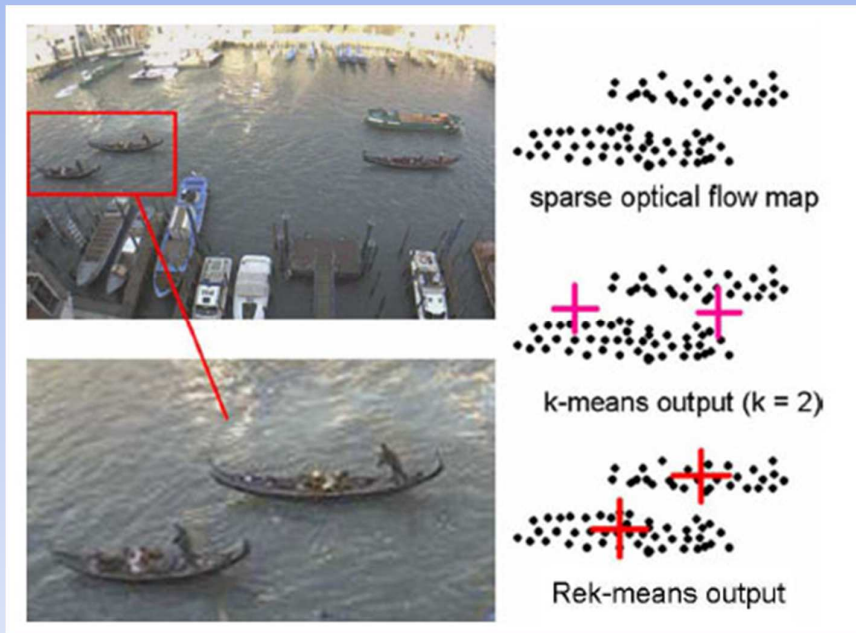 sparse optical flow map
k-means output (k = 2)
Rek-means output